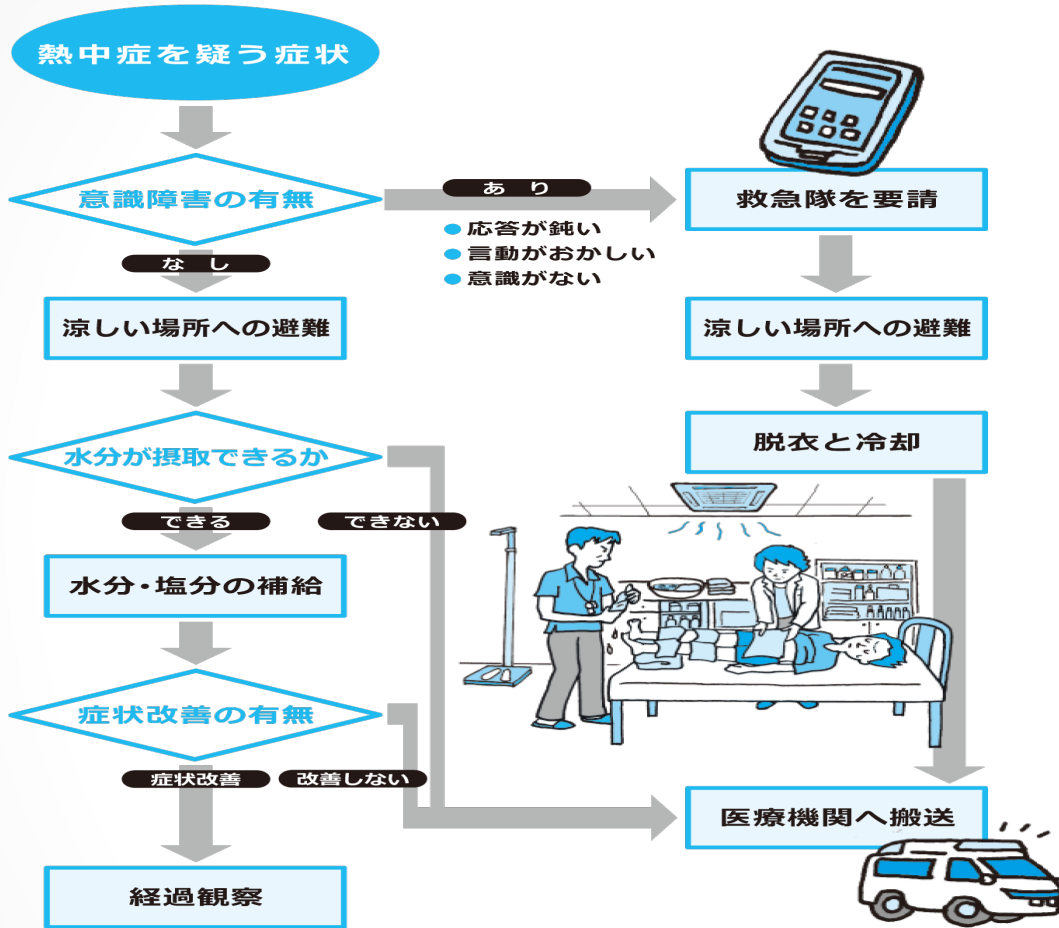 熱中症を疑う症状
意識障害の有無
あり
応答が鈍い
言動がおかしい
意識がない
救急隊を要請
なし
涼しい場所への避難
涼しい場所への避難
水分が摂取できるか
脱衣と冷却
できる
できない
水分・塩分の補給
症状改善の有無
症状改善
改善しない
医療機関へ搬送
経過観察